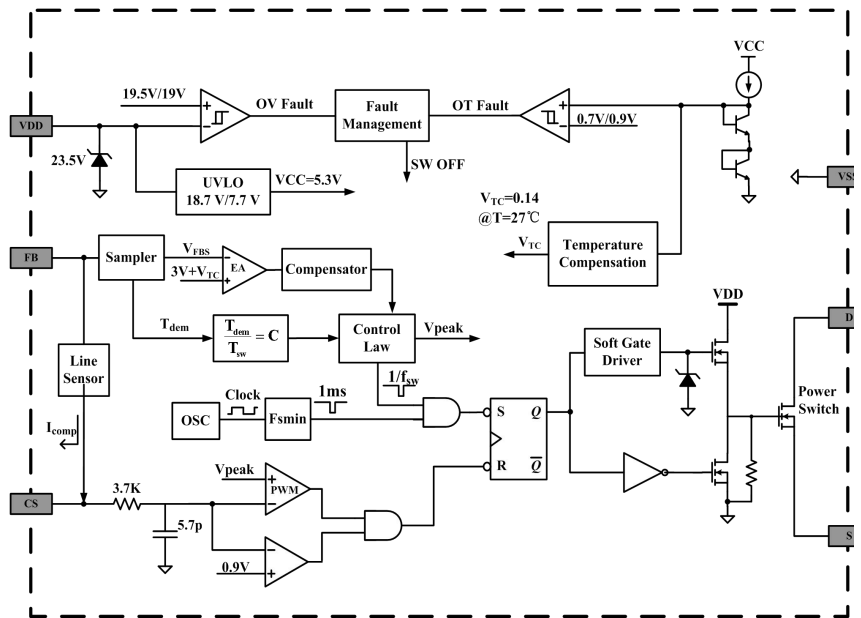 VCC
19.5V/19V
OV Fault
Fault
Management
OT Fault
0.7V/0.9V
VDD
23.5V
SW OFF
UVLO
18.7 V/7.7 V
VCC=5.3V
VSS
VTC=0.14
@T=27℃
FB
Sampler
VFBS
3V+VTC
EA
Compensator
VTC
Temperature
Compensation
Tdem
Tdem
Tsw
= C
Control
Law
Vpeak
VDD
D
Line
Sensor
Soft Gate
Driver
Power
Switch
1/fsw
Clock
1ms
OSC
Fsmin
S
Q
Icomp
R
Q
Vpeak
PWM
CS
3.7K
5.7p
0.9V
S